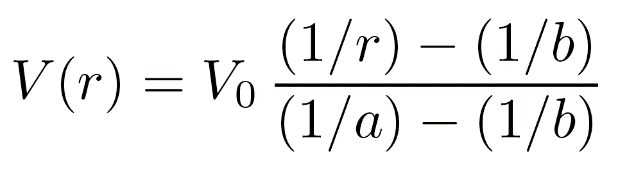 V(r) = V_0 \frac{(1/r) - (1/b)}{(1/a) - (1/b)}